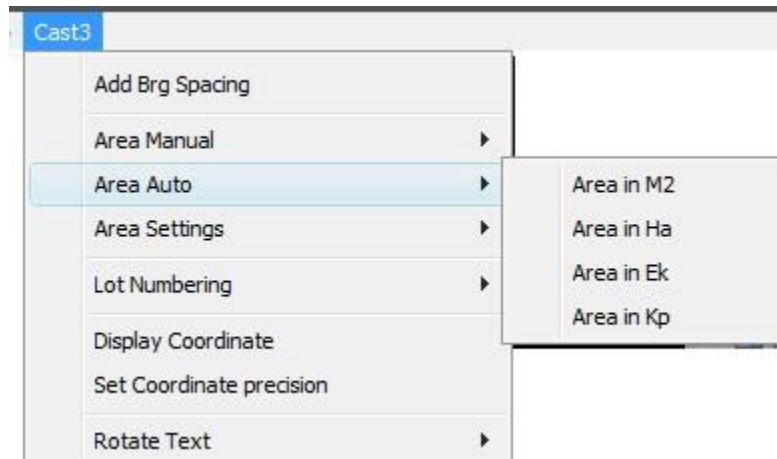 Cast3
Add Brg Spacing
Area Manual
Area Auto
Area Settings
Lot Numbering
Display Coordinate
Set Coordinate precision
Rotate Text
Area in M2
Area in Ha
Area in Ek
Area in Kp